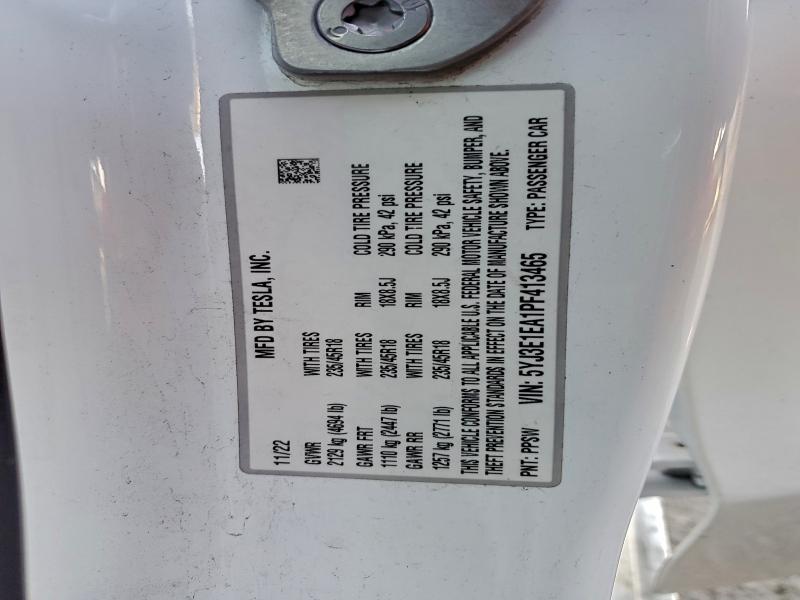 MFD BY TESLA, INC.
11/22
GVWR WITH TIRES
2129 kg (4694 lb) 235/45R18
GAWR FRT WITH TIRES RIM COLD TIRE PRESSURE
1110 kg (2447 lb) 235/45R18 18X8.5J 290 kPa, 42 psi
GAWR RR WITH TIRES RIM COLD TIRE PRESSURE
1257 kg (2771 lb) 235/45R18 18X8.5J 290 kPa, 42 psi
THIS VEHICLE CONFORMS TO ALL APPLICABLE U.S. FEDERAL MOTOR VEHICLE SAFETY, BUMPER, AND
THEFT PREVENTION STANDARDS IN EFFECT ON THE DATE OF MANUFACTURE SHOWN ABOVE.
PNT: PPSW VIN: 5YJ3E1EA1PF413465 TYPE: PASSENGER CAR